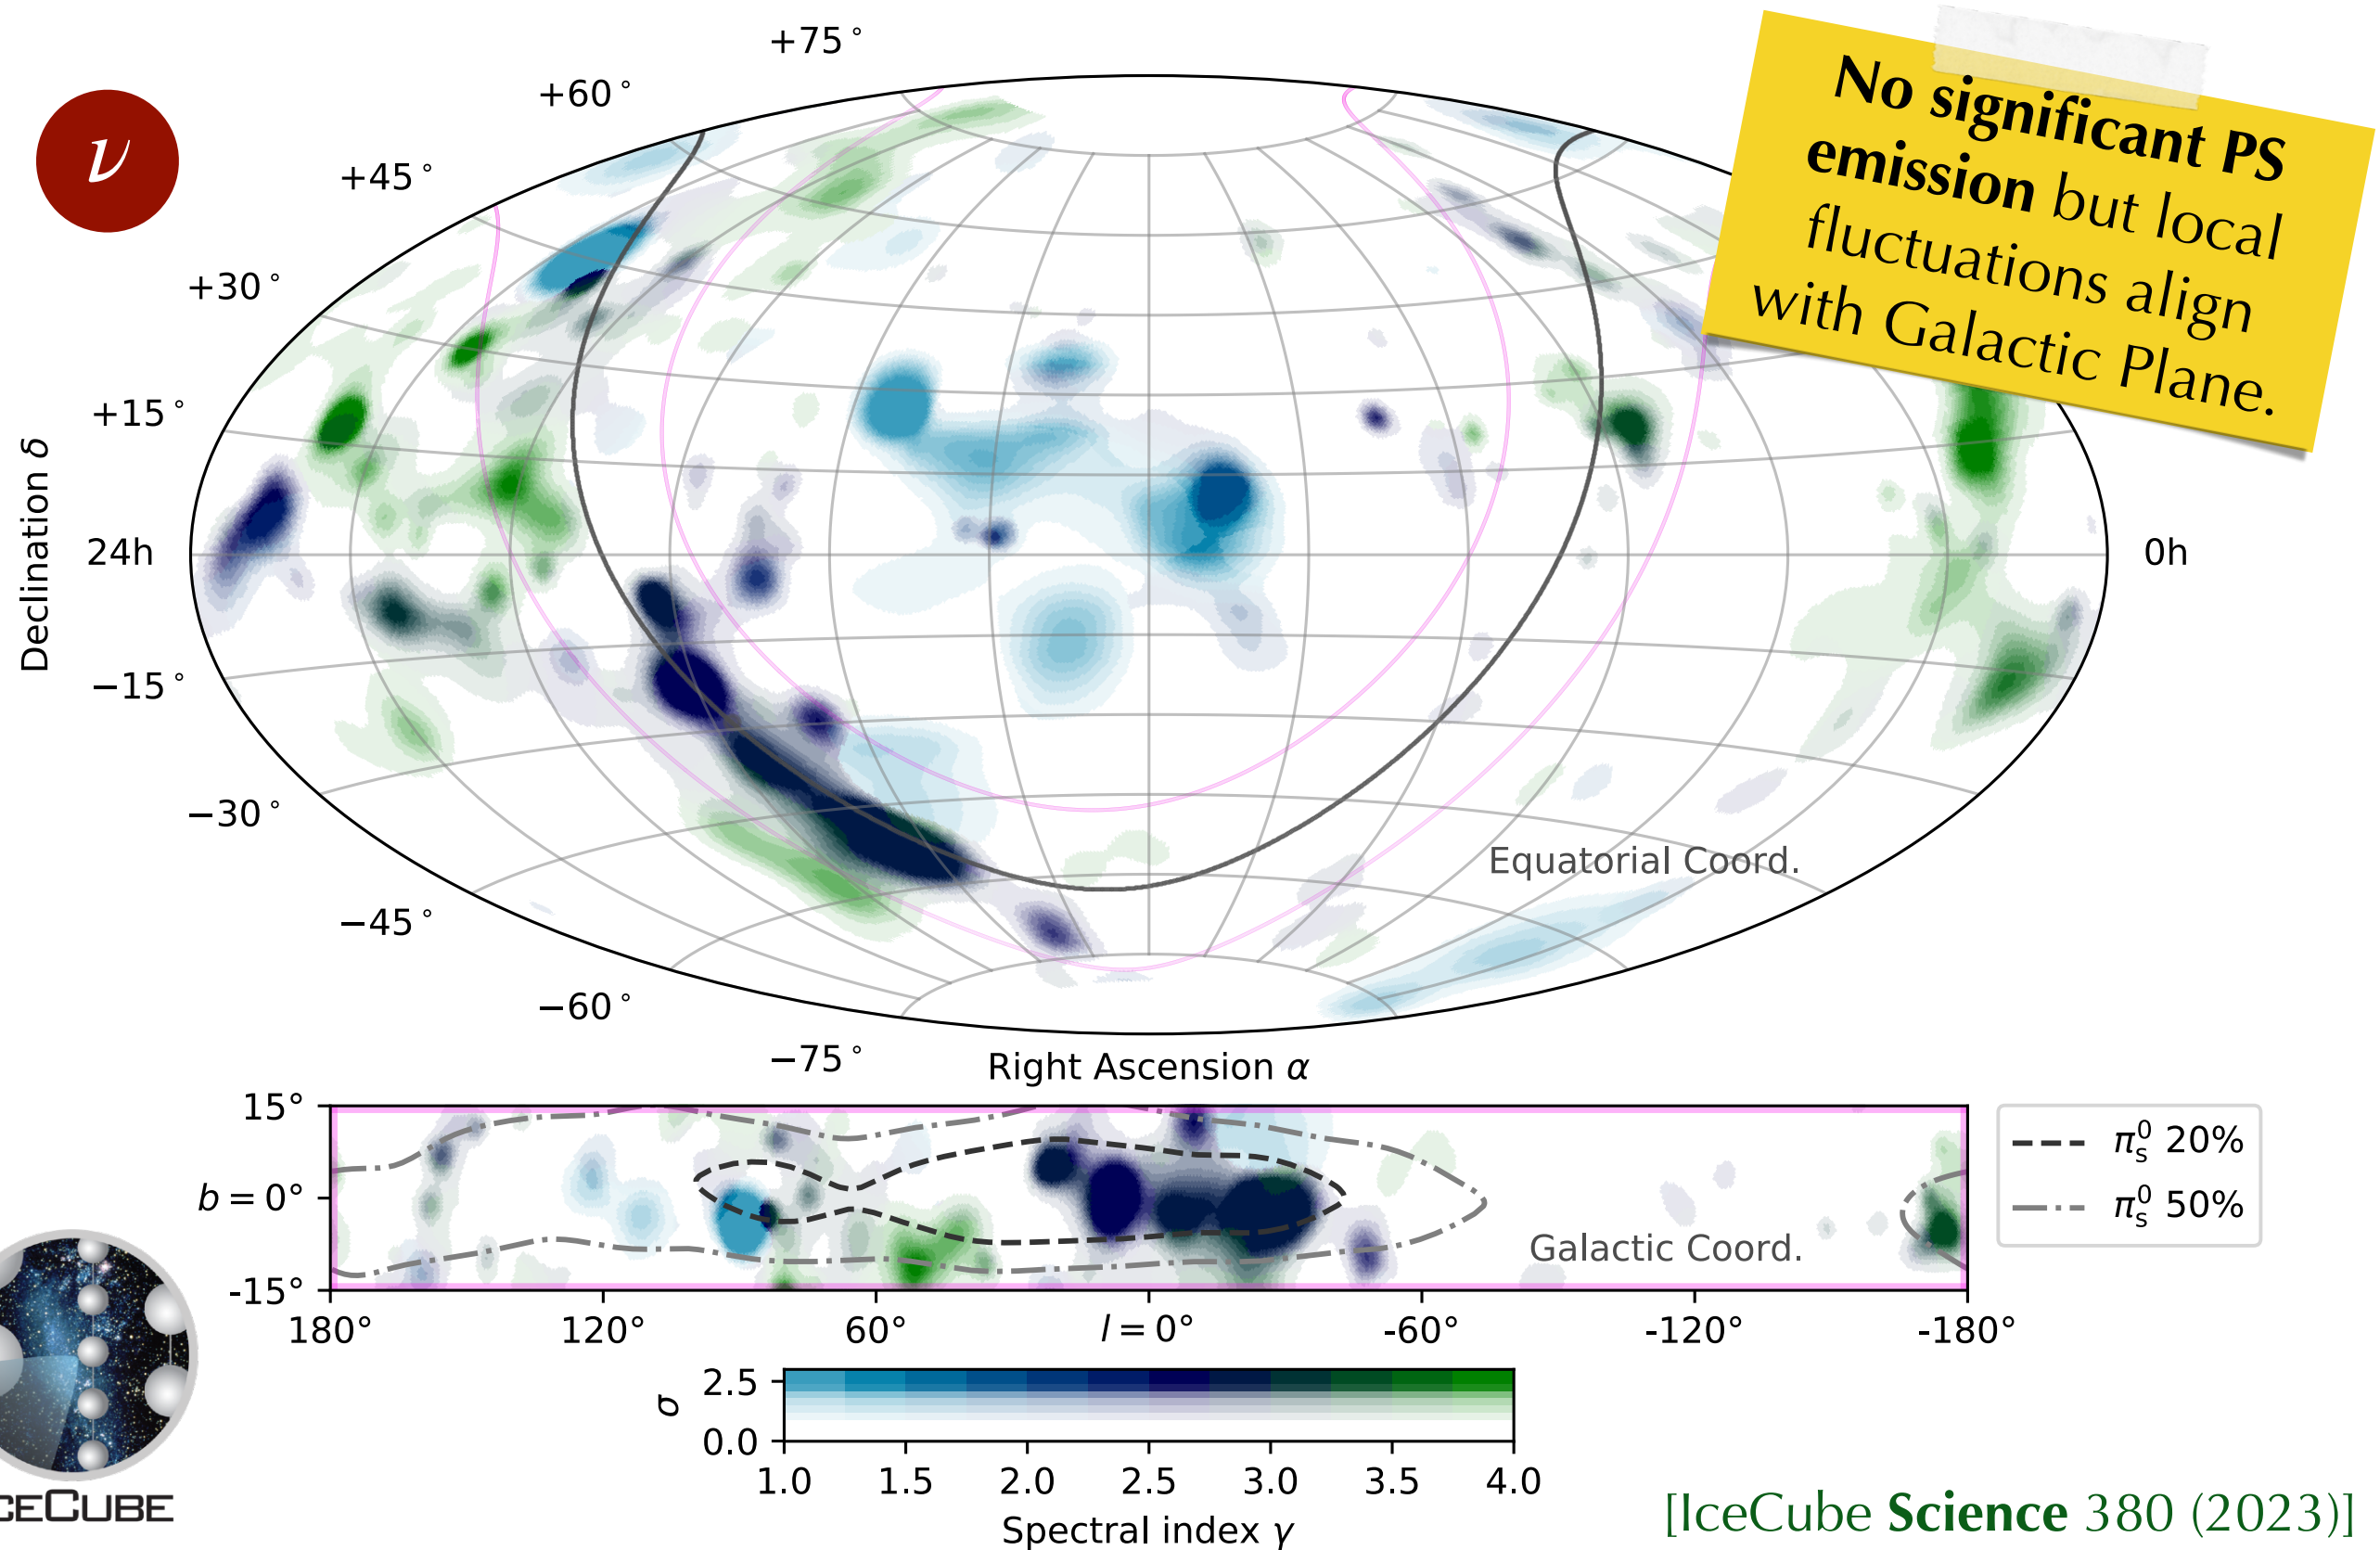 +75°
+60°
+45°
+30°
+15°
24h
0h
−15°
−30°
−45°
−60°
−75°
Declination δ
Right Ascension α
ν
No significant PS
emission but local
fluctuations align
with Galactic Plane.
Equatorial Coord.
15°
b = 0°
-15°
180°
120°
60°
l = 0°
-60°
-120°
-180°
Galactic Coord.
π⁰ₛ 20%
π⁰ₛ 50%
σ
2.5
0.0
1.0
1.5
2.0
2.5
3.0
3.5
4.0
Spectral index γ
CECUBE
[IceCube Science 380 (2023)]